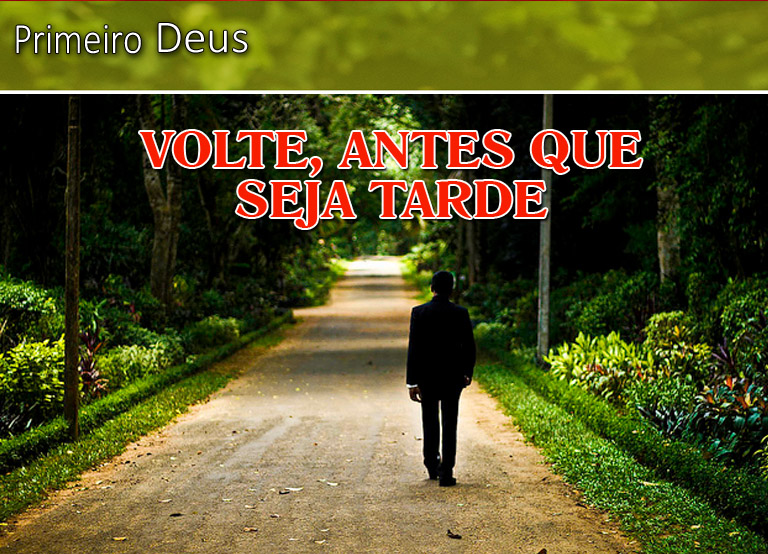 Primeiro Deus
VOLTE, ANTES QUE
SEJA TARDE